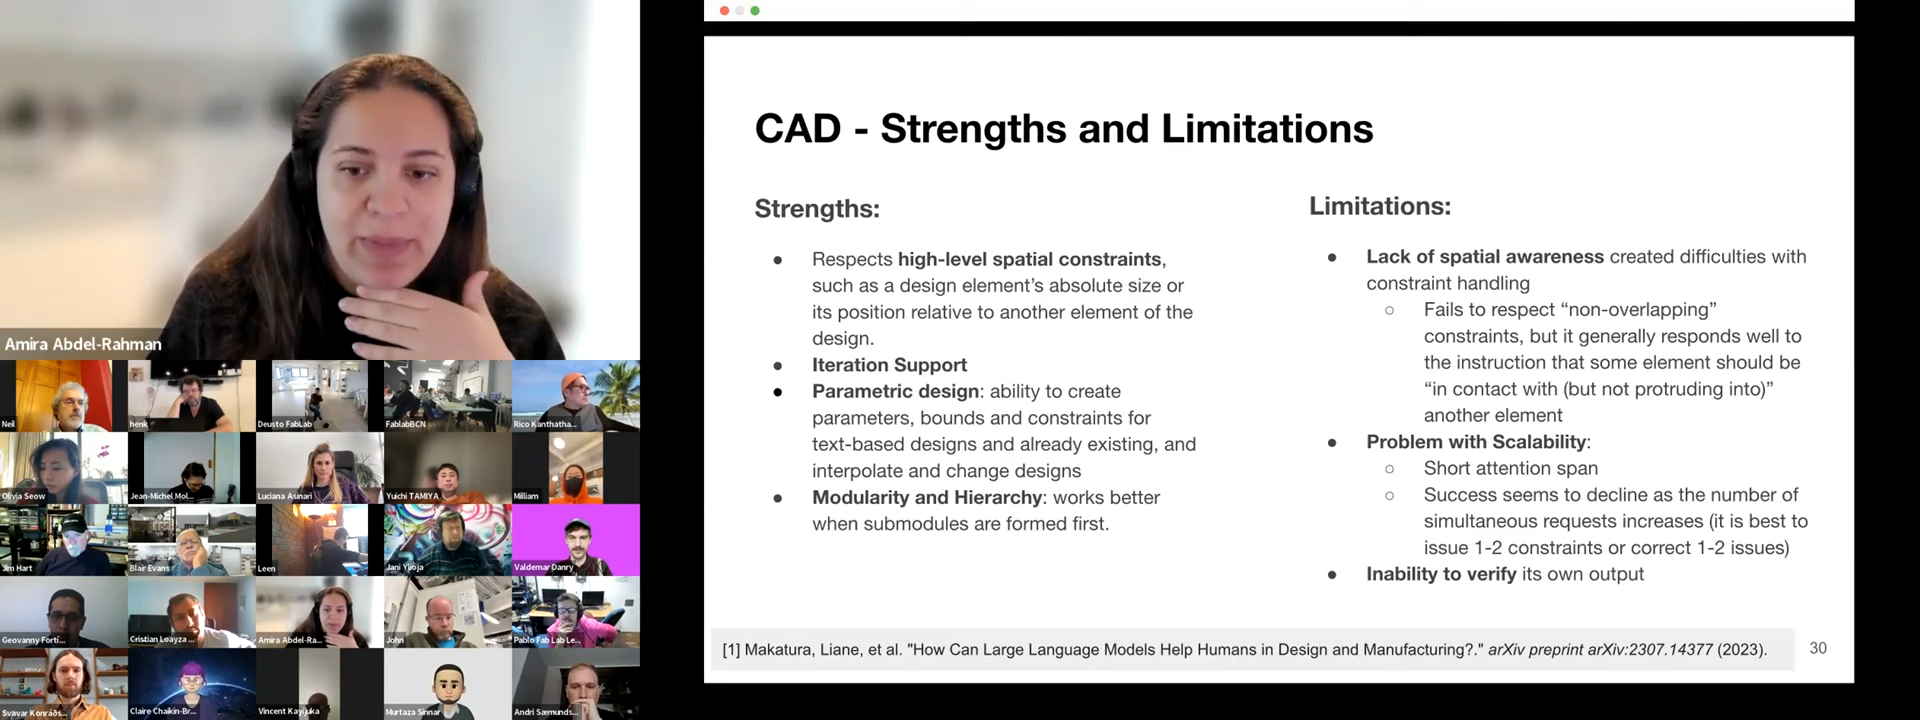 Amira Abdel-Rahman
Neil
henk
Deusto FabLab
FablabBCN
Rico Kanthatha...
Olivia Seow
Jean-Michel Mol...
Luciana Asinari
Yuichi TAMIYA
Milliam
Jim Hart
Blair Evans
Leen
Jani Ylioja
Valdemar Danry
Geovanny Forti...
Cristian Loayza ...
Amira Abdel-Ra...
John
Pablo Fab Lab Le...
Svavar Konráðs...
Claire Chaikin-Br...
Vincent Kayijuka
Murtaza Sinnar
Andri Sæmunds...
CAD - Strengths and Limitations
Strengths:
● Respects high-level spatial constraints,
such as a design element’s absolute size or
its position relative to another element of the
design.
● Iteration Support
● Parametric design: ability to create
parameters, bounds and constraints for
text-based designs and already existing, and
interpolate and change designs
● Modularity and Hierarchy: works better
when submodules are formed first.
Limitations:
● Lack of spatial awareness created difficulties with
constraint handling
○ Fails to respect “non-overlapping”
constraints, but it generally responds well to
the instruction that some element should be
“in contact with (but not protruding into)”
another element
● Problem with Scalability:
○ Short attention span
○ Success seems to decline as the number of
simultaneous requests increases (it is best to
issue 1-2 constraints or correct 1-2 issues)
● Inability to verify its own output
[1] Makatura, Liane, et al. "How Can Large Language Models Help Humans in Design and Manufacturing?." arXiv preprint arXiv:2307.14377 (2023).
30